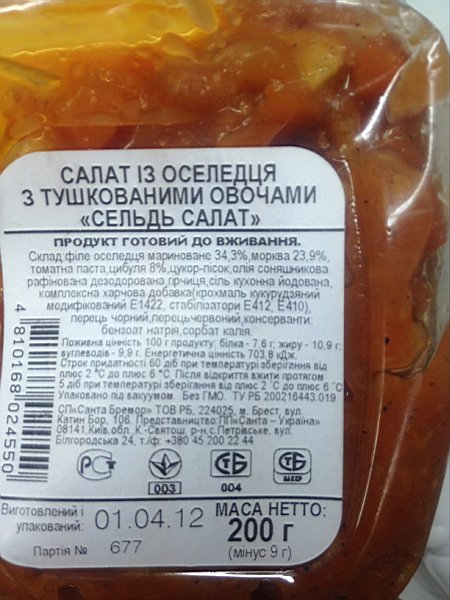 САЛАТ ІЗ ОСЕЛЕДЦЯ
З ТУШКОВАНИМИ ОВОЧАМИ
«СЕЛЬДЬ САЛАТ»
ПРОДУКТ ГОТОВИЙ ДО ВЖИВАННЯ.
Склад:філе оселедця мариноване 34,3%,морква 23,9%,
томатна паста,цибуля 8%,цукор-пісок,олія соняшникова
рафінована дезодорована,гірчиця,сіль кухонна йодована,
комплексна харчова добавка(крохмаль кукурудзяний
модифікований Е1422, стабілізатори Е412, Е410),
перець чорний,перець червоний,консерванти:
бензоат натрія,сорбат калія.
Поживна цінність 100 г продукту: білка - 7,6 г; жиру - 10,9 г;
вуглеводів - 9,9 г. Енергетична цінність 703,8 кДж.
Строк придатності 60 діб при температурі зберігання від
плюс 2 °С до плюс 6 °С. Після відкриття вжити протягом
5 діб при температурі зберігання від плюс 2 °С до плюс 6 °С
Упаковано під вакуумом. Без ГМО. ТУ РБ 200216443.019
СП«Санта Бремор» ТОВ РБ, 224025, м. Брест, вул.
Катин Бор, 106. Представництво:ПП«Санта – Україна»
08141,Київ.обл.,К.-Святош. р-н,с.Петрівське, вул.
Білгородська 24, т./ф: +380 45 200 22 44
4 810168 024550
РСТ
003
СТБ
004
СТБ
Виготовлений і
упакований:
01.04.12
МАСА НЕТТО:
200 г
(мінус 9 г)
Партія №
677